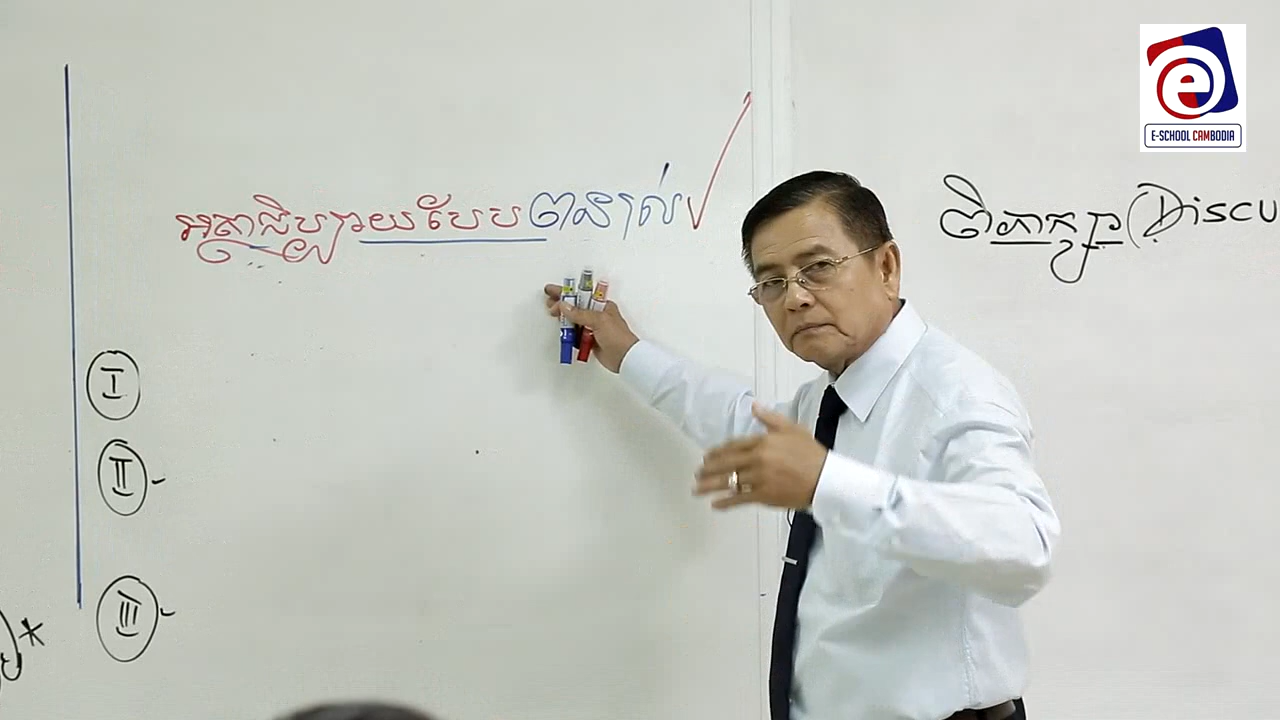 អត្ថាធិប្បាយបែបពន្យល់
ពិភាក្សា (Discu
I
II -
III -
*
e
E-SCHOOL CAMBODIA